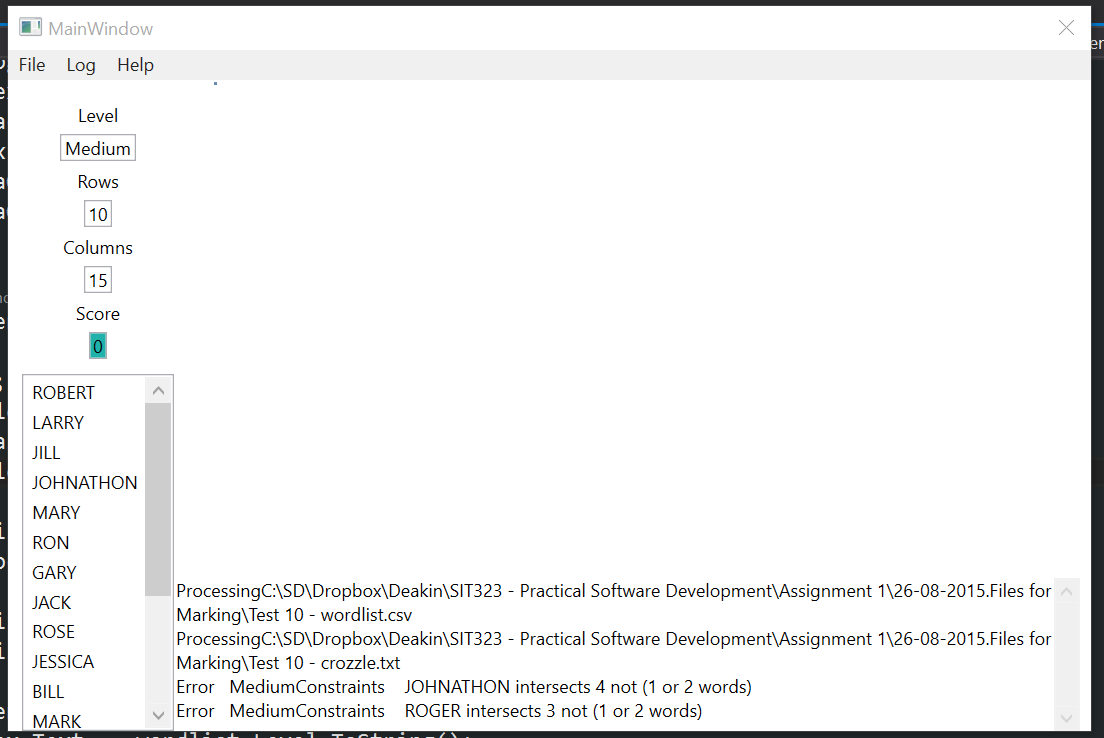 MainWindow
File Log Help
Level
Medium
Rows
10
Columns
15
Score
0
ROBERT
LARRY
JILL
JOHNATHON
MARY
RON
GARY
JACK
ROSE
JESSICA
BILL
MARK
ProcessingC:\SD\Dropbox\Deakin\SIT323 - Practical Software Development\Assignment 1\26-08-2015.Files for
Marking\Test 10 - wordlist.csv
ProcessingC:\SD\Dropbox\Deakin\SIT323 - Practical Software Development\Assignment 1\26-08-2015.Files for
Marking\Test 10 - crozzle.txt
Error MediumConstraints JOHNATHON intersects 4 not (1 or 2 words)
Error MediumConstraints ROGER intersects 3 not (1 or 2 words)